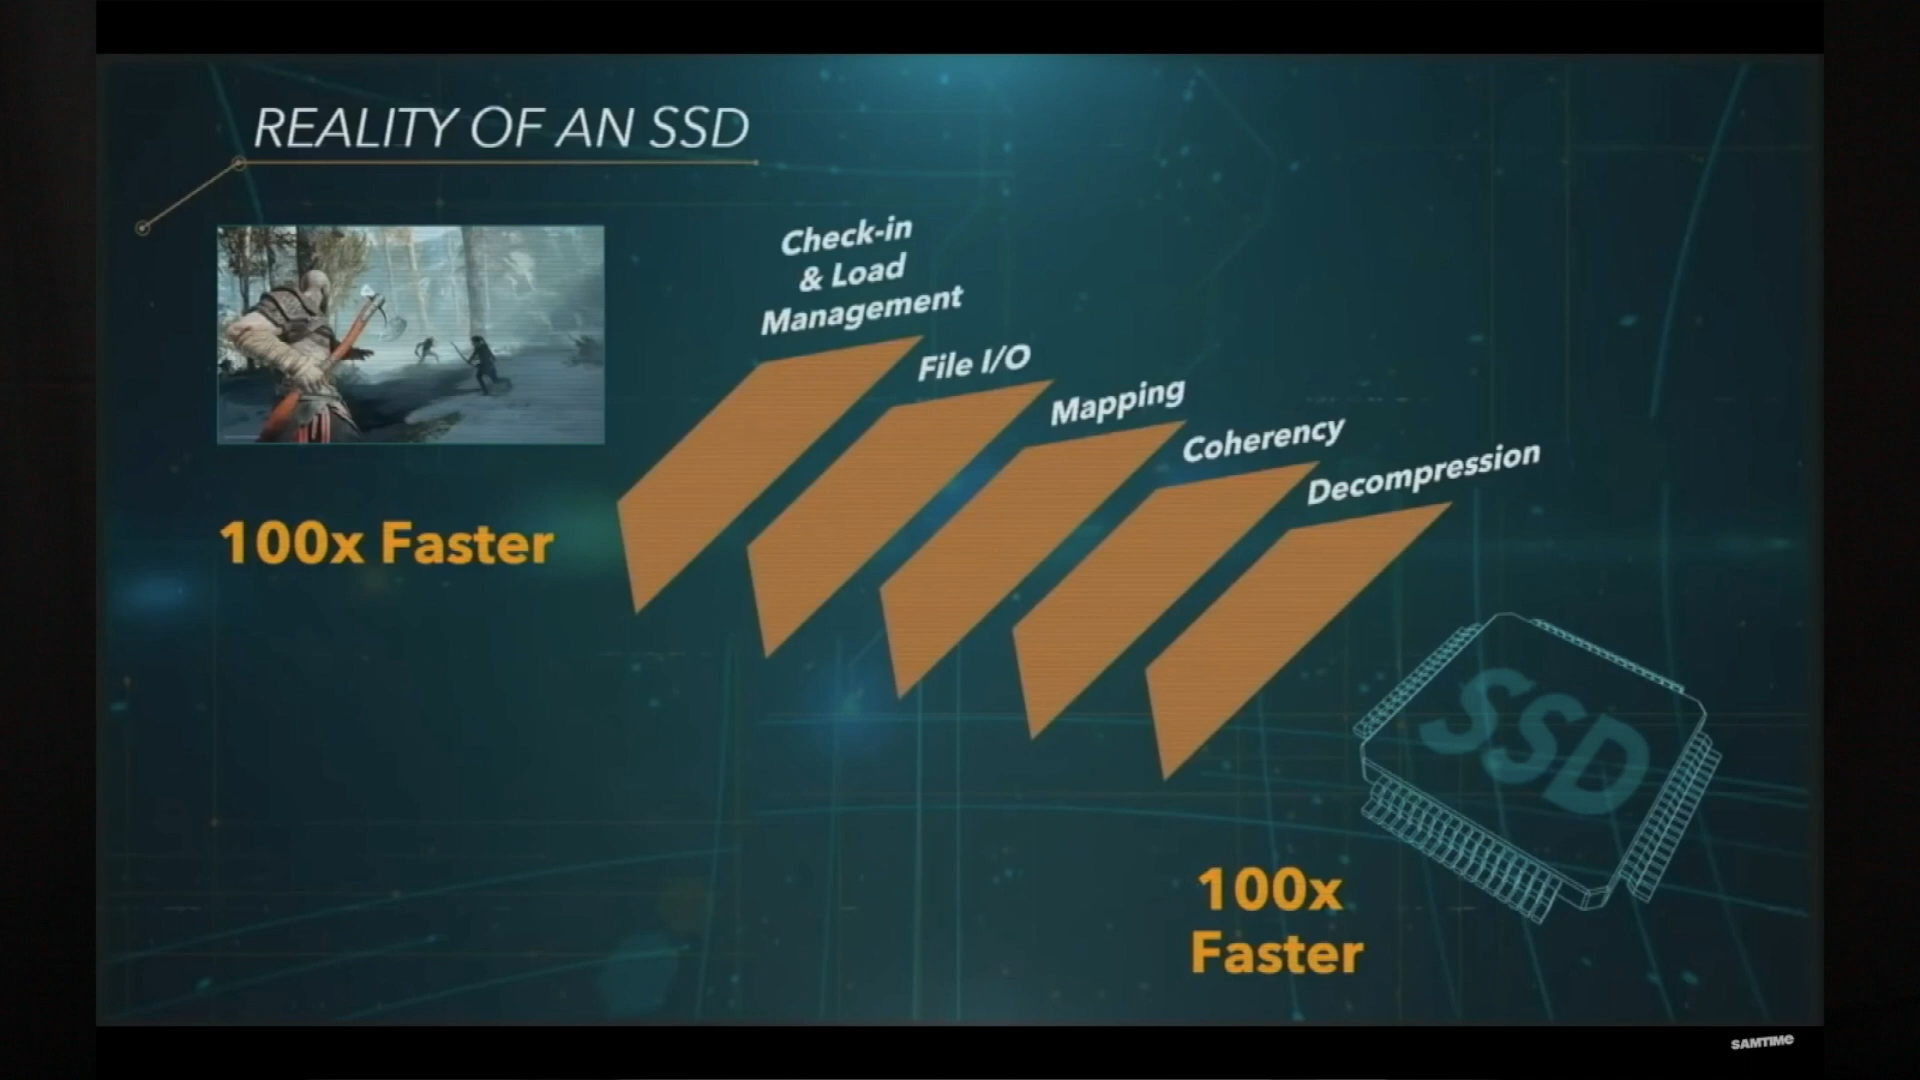 REALITY OF AN SSD
Check-in
& Load
Management
File I/O
Mapping
Coherency
Decompression
100x Faster
SSD
100x
Faster
SAMTIME